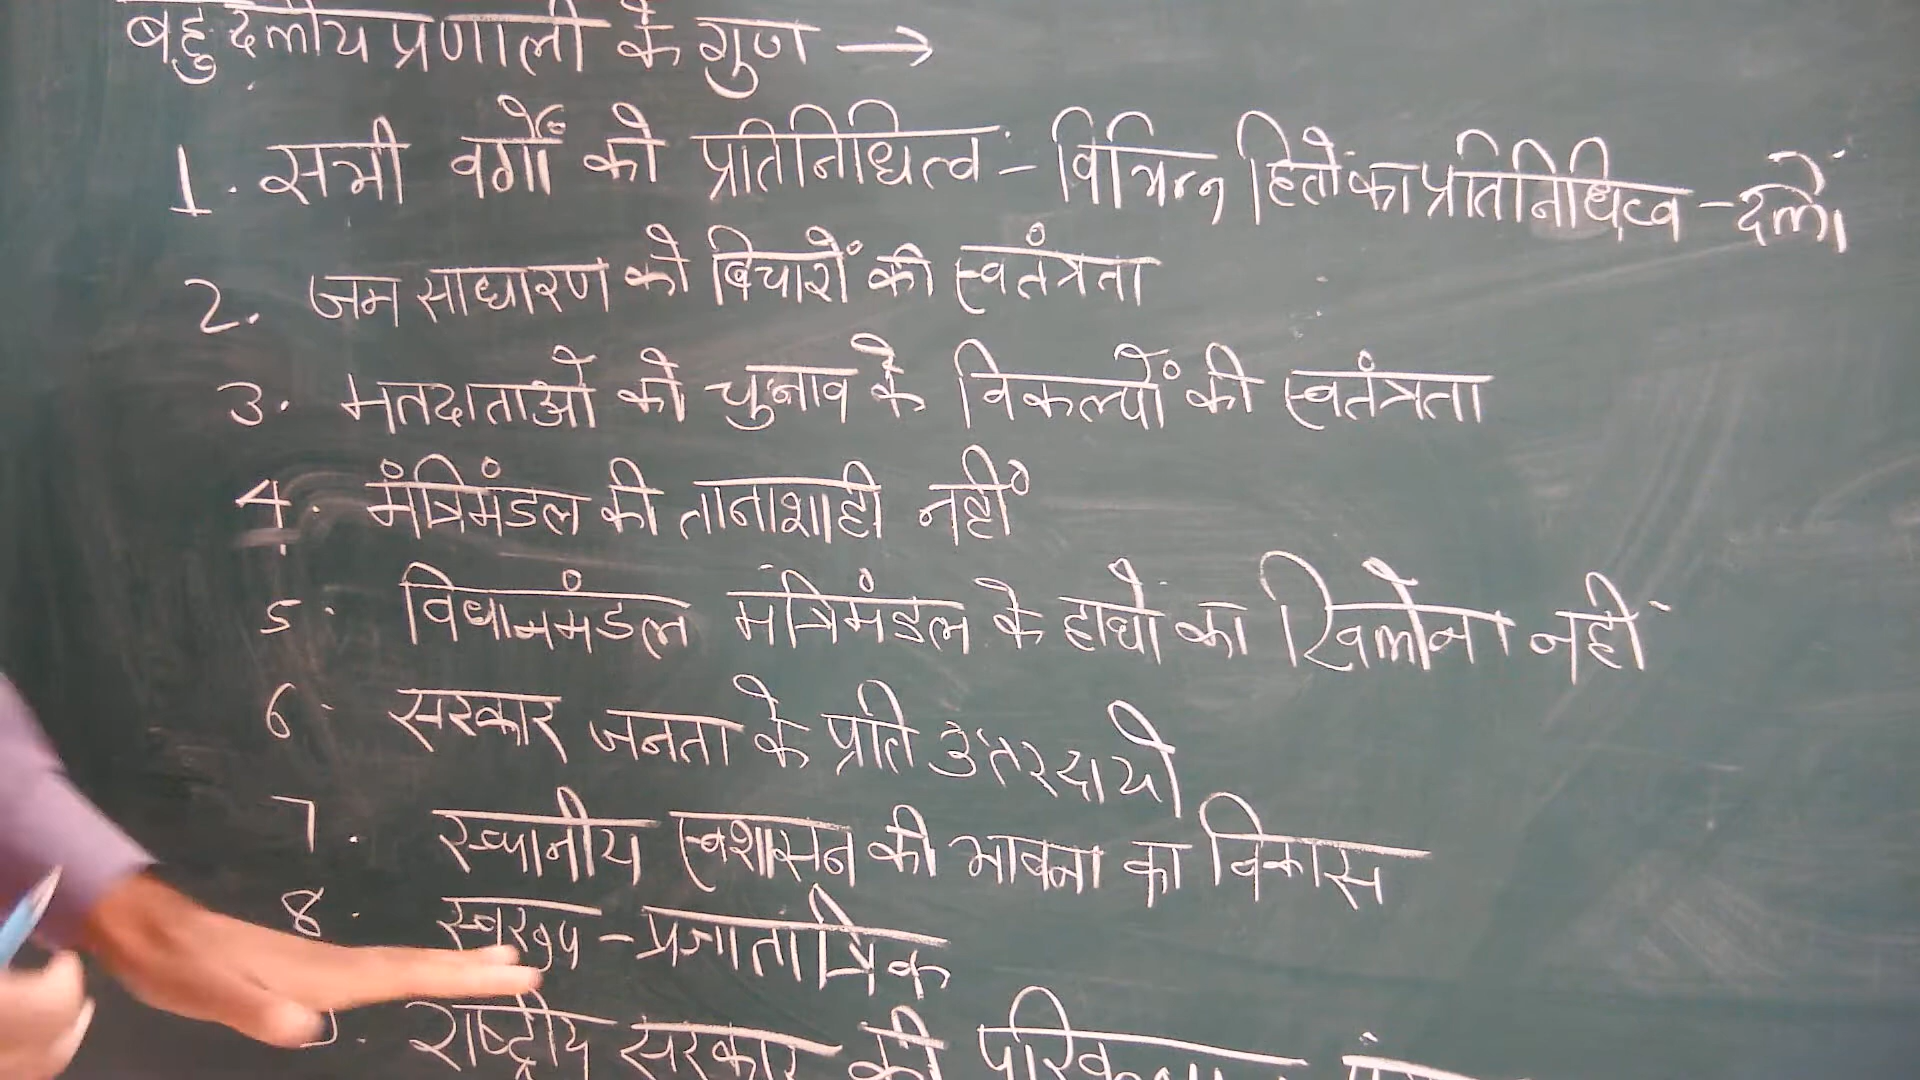 बहुदलीय प्रणाली के गुण →
1. सभी वर्गों को प्रतिनिधित्व - विभिन्न हितों का प्रतिनिधित्व - दलों
2. जन साधारण को विचारों की स्वतंत्रता
3. मतदाताओं को चुनाव के विकल्पों की स्वतंत्रता
4. मंत्रिमंडल की तानाशाही नहीं
5. विधानमंडल मंत्रिमंडल के हाथों का खिलोना नहीं
6. सरकार जनता के प्रति उतरदायी
7. स्थानीय स्वशासन की भावना का विकास
8. स्वरूप - प्रजातांत्रिक
राष्ट्रीय सरकार की